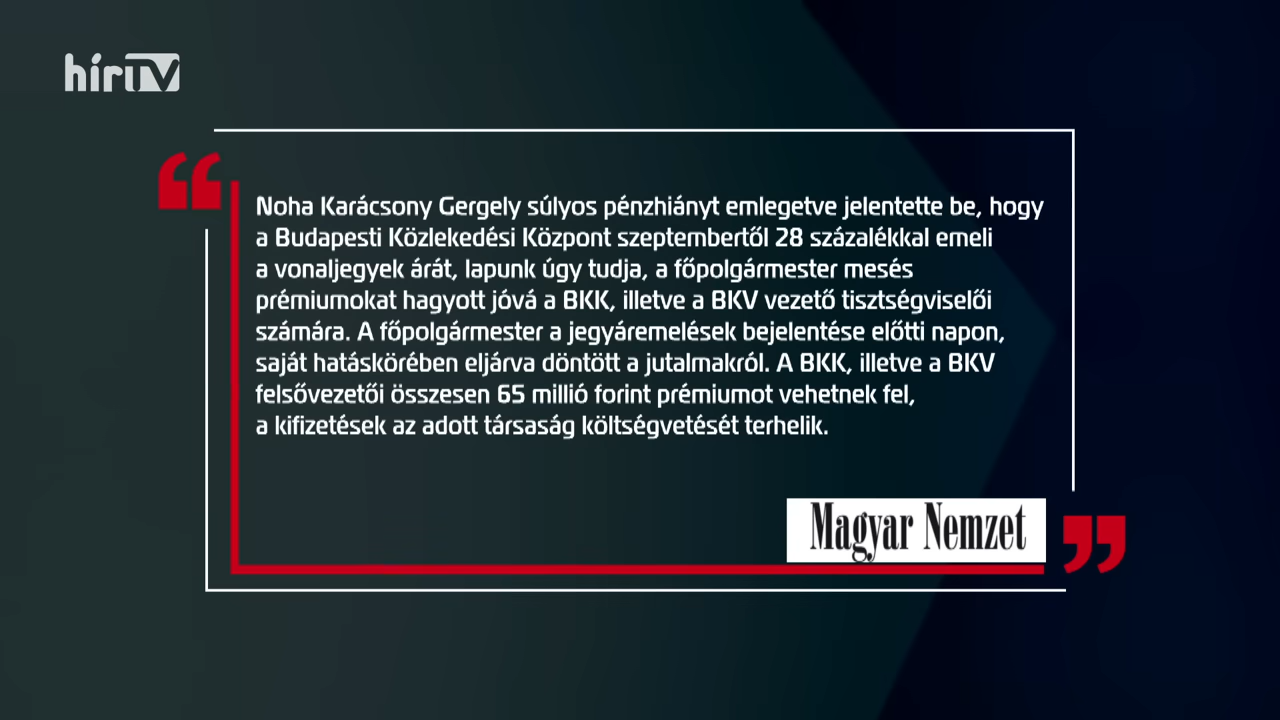 hírTV
Noha Karácsony Gergely súlyos pénzhiányt emlegetve jelentette be, hogy
a Budapesti Közlekedési Központ szeptembertől 28 százalékkal emeli
a vonaljegyek árát, lapunk úgy tudja, a főpolgármester mesés
prémiumokat hagyott jóvá a BKK, illetve a BKV vezető tisztségviselői
számára. A főpolgármester a jegyáremelések bejelentése előtti napon,
saját hatáskörében eljárva döntött a jutalmakról. A BKK, illetve a BKV
felsővezetői összesen 65 millió forint prémiumot vehetnek fel,
a kifizetések az adott társaság költségvetését terhelik.
Magyar Nemzet